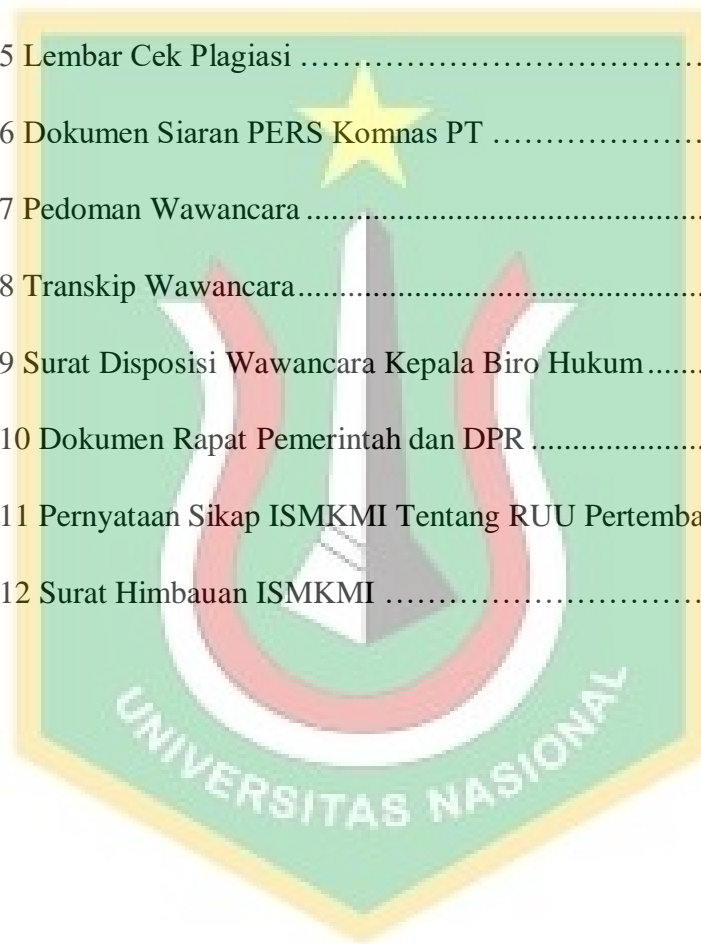 5 Lembar Cek Plagiasi ……………………………………
6 Dokumen Siaran PERS Komnas PT ……………………
7 Pedoman Wawancara ....................................................
8 Transkip Wawancara......................................................
9 Surat Disposisi Wawancara Kepala Biro Hukum.......
10 Dokumen Rapat Pemerintah dan DPR ......................
11 Pernyataan Sikap ISMKMI Tentang RUU
12 Surat Himbauan ISMKMI ……………………………
UNIVERSITAS NASIONAL